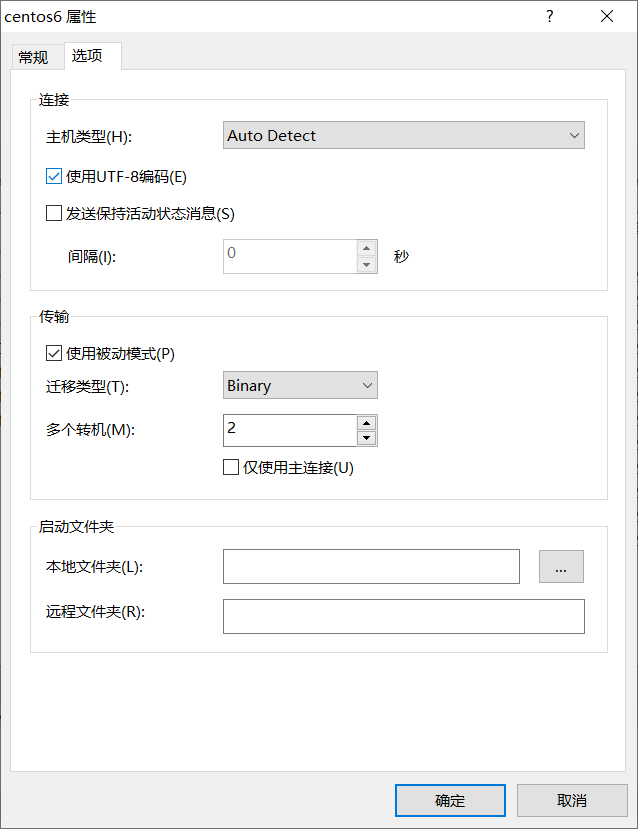 centos6 属性
常规
选项
连接
主机类型(H):
Auto Detect
使用UTF-8编码(E)
发送保持活动状态消息(S)
间隔(I):
0
秒
传输
使用被动模式(P)
迁移类型(T):
Binary
多个转机(M):
2
仅使用主连接(U)
启动文件夹
本地文件夹(L):
...
远程文件夹(R):
确定
取消